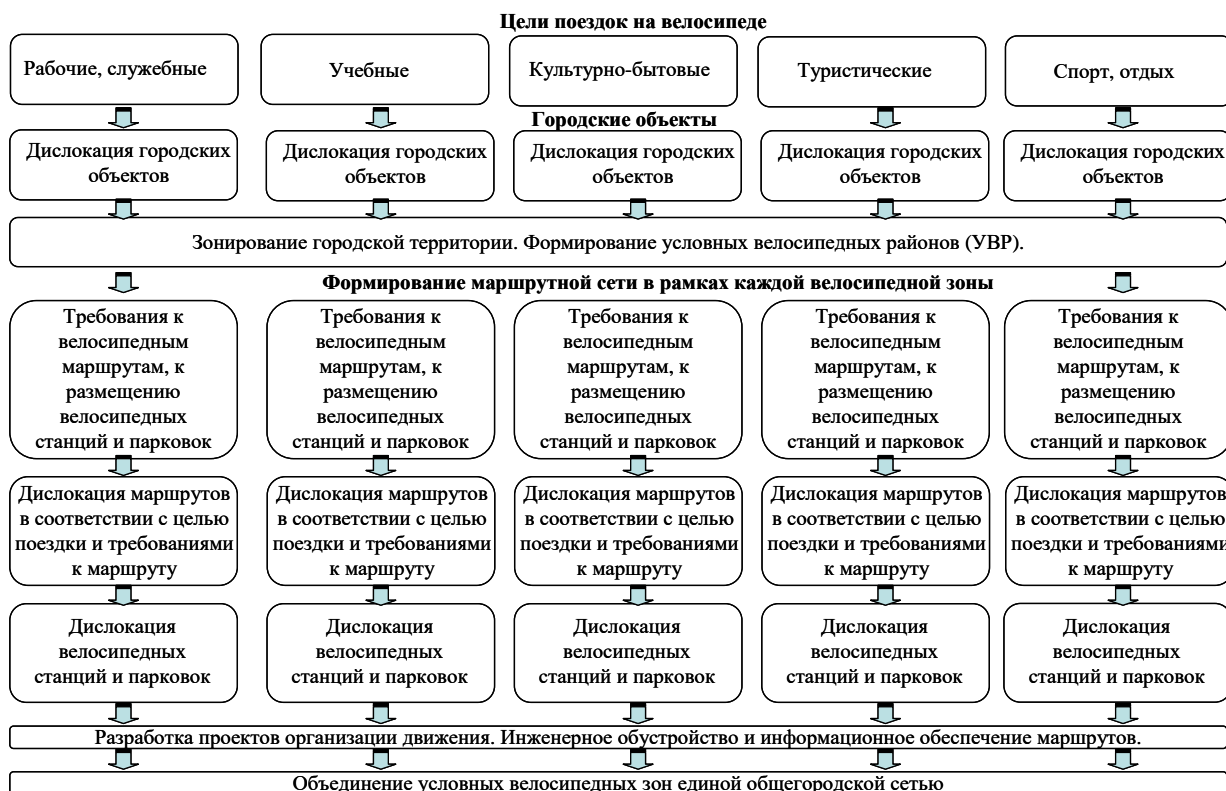 Цели поездок на велосипеде
Рабочие, служебные
Учебные
Культурно-бытовые
Туристические
Спорт, отдых
Городские объекты
Дислокация городских
объектов
Дислокация городских
объектов
Дислокация городских
объектов
Дислокация городских
объектов
Дислокация городских
объектов
Зонирование городской территории. Формирование условных велосипедных районов (УВР).
Формирование маршрутной сети в рамках каждой велосипедной зоны
Требования к
велосипедным
маршрутам, к
размещению
велосипедных
станций и парковок
Требования к
велосипедным
маршрутам, к
размещению
велосипедных
станций и парковок
Требования к
велосипедным
маршрутам, к
размещению
велосипедных
станций и парковок
Требования к
велосипедным
маршрутам, к
размещению
велосипедных
станций и парковок
Требования к
велосипедным
маршрутам, к
размещению
велосипедных
станций и парковок
Дислокация маршрутов
в соответствии с целью
поездки и требованиями
к маршруту
Дислокация маршрутов
в соответствии с целью
поездки и требованиями
к маршруту
Дислокация маршрутов
в соответствии с целью
поездки и требованиями
к маршруту
Дислокация маршрутов
в соответствии с целью
поездки и требованиями
к маршруту
Дислокация маршрутов
в соответствии с целью
поездки и требованиями
к маршруту
Дислокация
велосипедных
станций и парковок
Дислокация
велосипедных
станций и парковок
Дислокация
велосипедных
станций и парковок
Дислокация
велосипедных
станций и парковок
Дислокация
велосипедных
станций и парковок
Разработка проектов организации движения. Инженерное обустройство и информационное обеспечение маршрутов.
Объединение условных велосипедных зон единой общегородской сетью